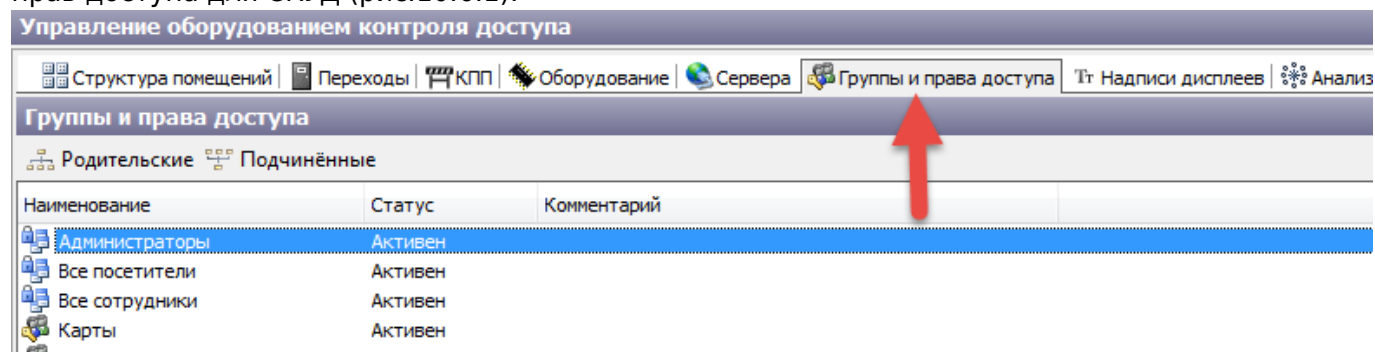 Управление оборудованием контроля доступа
Структура помещений Переходы КПП Оборудование Сервера Группы и права доступа Тт Надписи дисплеев Анализ
Группы и права доступа
Родительские Подчинённые
Наименование Статус Комментарий
Администраторы Активен
Все посетители Активен
Все сотрудники Активен
Карты Активен